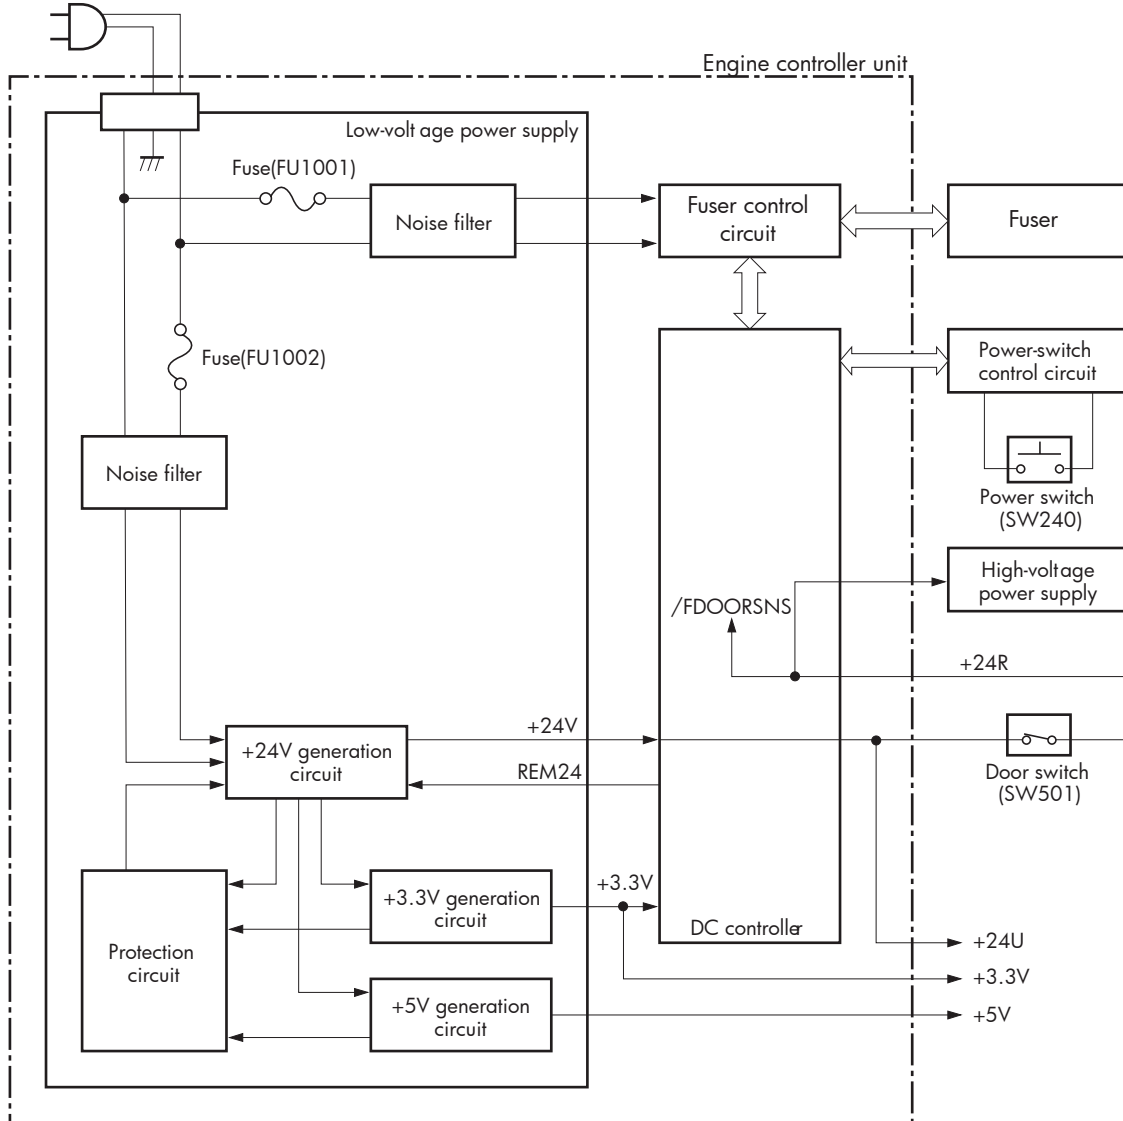 Engine controller unit
Low-volt age power supply
Fuse(FU1001)
Noise filter
Fuser control
circuit
Fuser
Fuse(FU1002)
Power-switch
control circuit
Noise filter
Power switch
(SW240)
High-voltage
power supply
/FDOORSNS
+24R
+24V
+24V generation
circuit
REM24
Door switch
(SW501)
+3.3V
+3.3V generation
circuit
DC controller
Protection
circuit
+24U
+3.3V
+5V generation
circuit
+5V